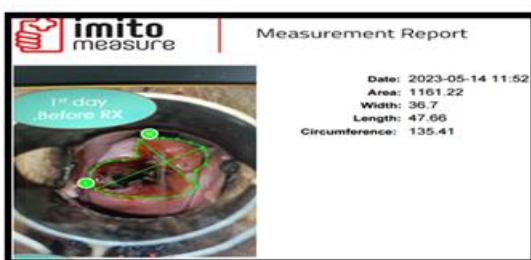 imito
measure
Measurement Report
1st day
.Before RX
Date: 2023-05-14 11:52
Area: 1161.22
Width: 36.7
Length: 47.66
Circumference: 135.41